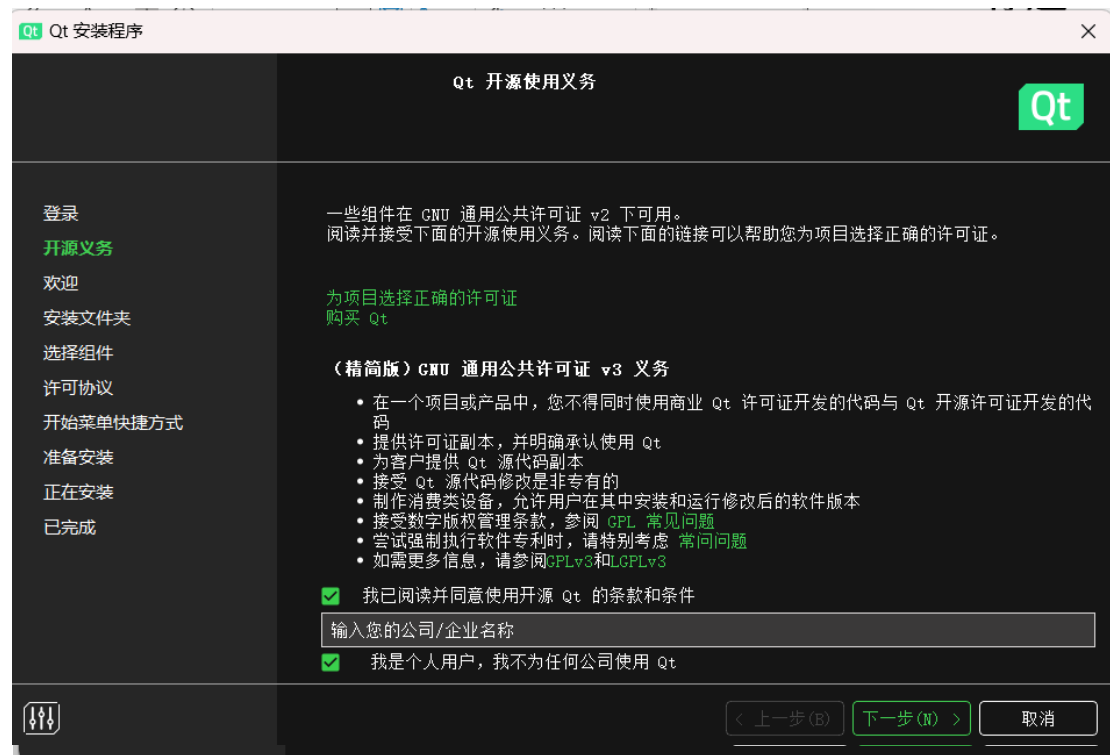 Qt Qt 安装程序
Qt 开源使用义务
Qt
登录
开源义务
欢迎
安装文件夹
选择组件
许可协议
开始菜单快捷方式
准备安装
正在安装
已完成
一些组件在 GNU 通用公共许可证 v2 下可用。
阅读并接受下面的开源使用义务。阅读下面的链接可以帮助您为项目选择正确的许可证。
为项目选择正确的许可证
购买 Qt
(精简版)GNU 通用公共许可证 v3 义务
• 在一个项目或产品中，您不得同时使用商业 Qt 许可证开发的代码与 Qt 开源许可证开发的代
码
• 提供许可证副本，并明确承认使用 Qt
• 为客户提供 Qt 源代码副本
• 接受 Qt 源代码修改是非专有的
• 制作消费类设备，允许用户在其中安装和运行修改后的软件版本
• 接受数字版权管理条款，参阅 GPL 常见问题
• 尝试强制执行软件专利时，请特别考虑 常问问题
• 如需更多信息，请参阅GPLv3和LGPLv3
我已阅读并同意使用开源 Qt 的条款和条件
输入您的公司/企业名称
我是个人用户，我不为任何公司使用 Qt
< 上一步(B)
下一步(N) >
取消